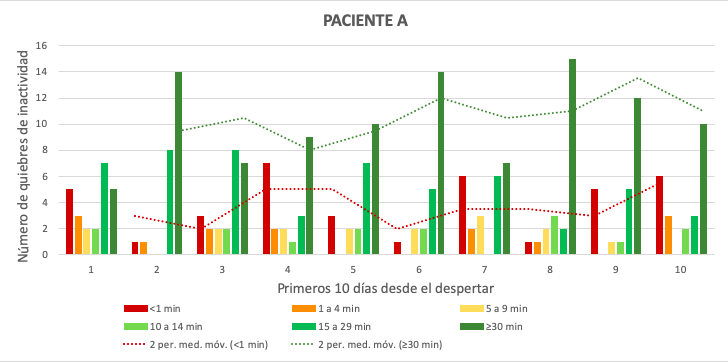 PACIENTE A
Número de quiebres de inactividad
16
14
12
10
8
6
4
2
0
1 2 3 4 5 6 7 8 9 10
Primeros 10 días desde el despertar
<1 min 1 a 4 min 5 a 9 min
10 a 14 min 15 a 29 min ≥30 min
2 per. med. móv. (<1 min) 2 per. med. móv. (≥30 min)